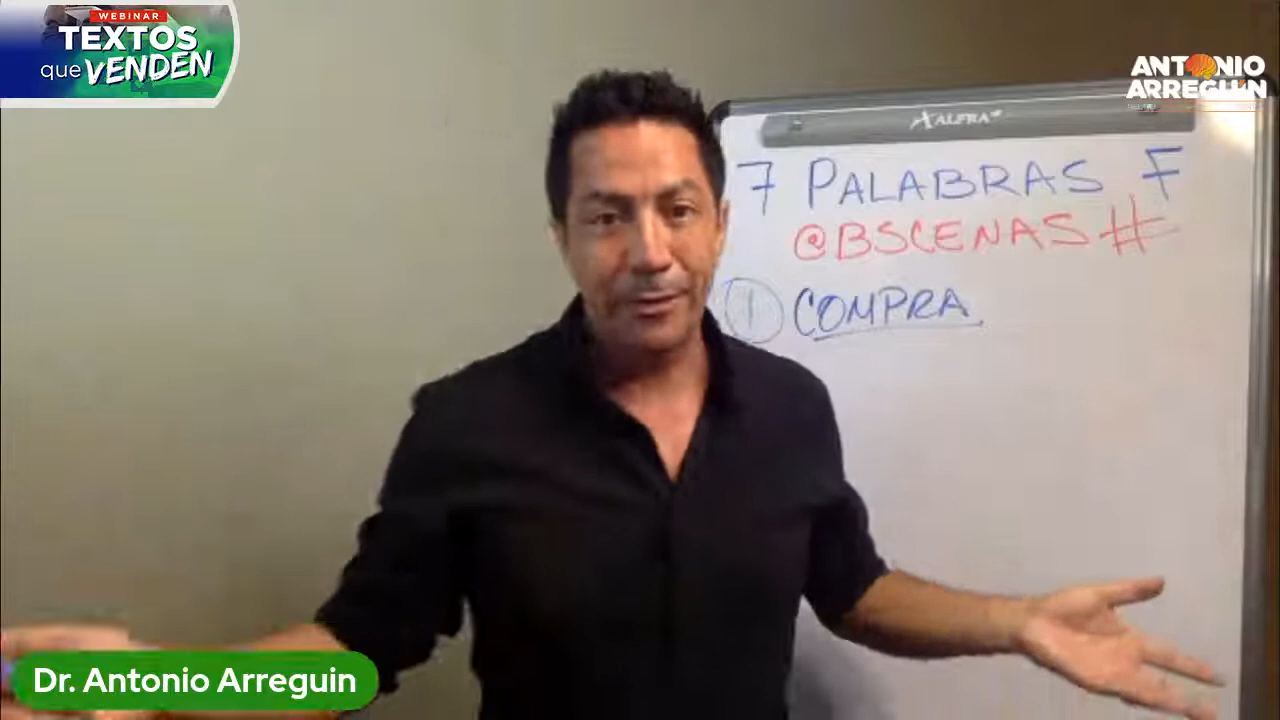 WEBINAR
TEXTOS
que VENDEN
ANTONIO
ARREGUIN
ALFRA
7 PALABRAS F
@BSCENAS#
① COMPRA
Dr. Antonio Arreguin